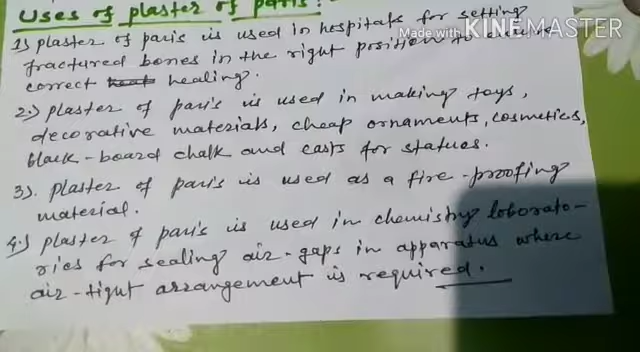 Uses of plaster of paris:
1) plaster of paris is used in hospitals for setting
fractured bones in the right position to
correct healing.
2.) plaster of paris is used in making toys,
decorative materials, cheap ornaments, cosmetics,
black-board chalk and casts for statues.
3). plaster of paris is used as a fire-proofing
material.
4.) plaster of paris is used in chemistry loborato-
ries for sealing air-gaps in apparatus where
air-tight arrangement is required.
Made with KINEMASTER